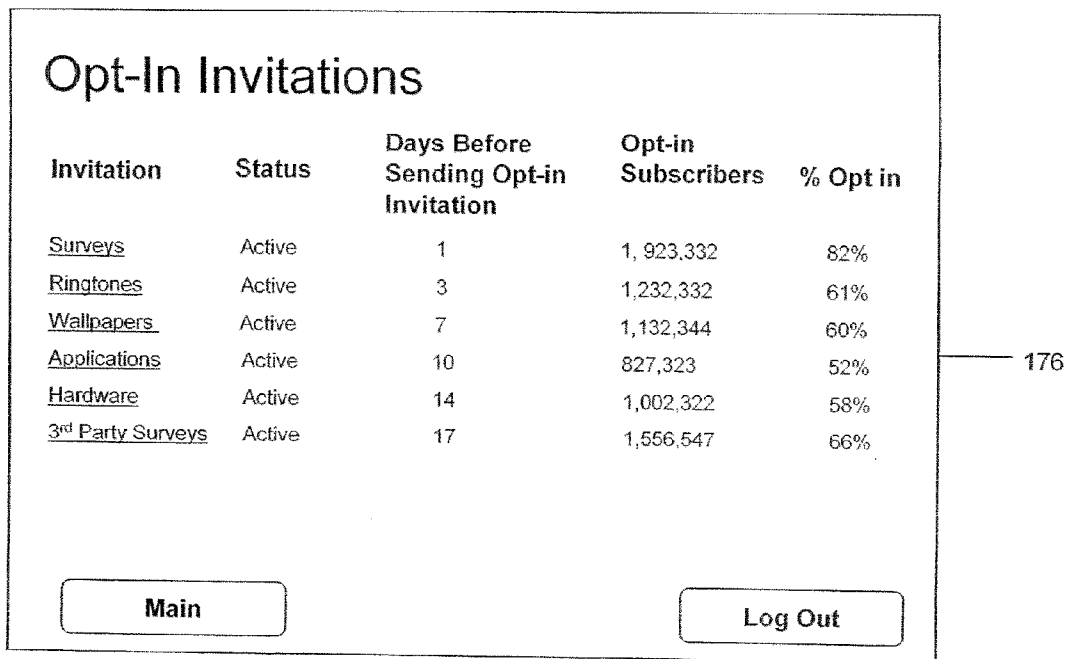 Opt-In Invitations
Invitation Status Days Before Sending Opt-in Invitation Opt-in Subscribers % Opt in
Surveys Active 1 1, 923,332 82%
Ringtones Active 3 1,232,332 61%
Wallpapers Active 7 1,132,344 60%
Applications Active 10 827,323 52%
Hardware Active 14 1,002,322 58%
3rd Party Surveys Active 17 1,556,547 66%
176
Main Log Out